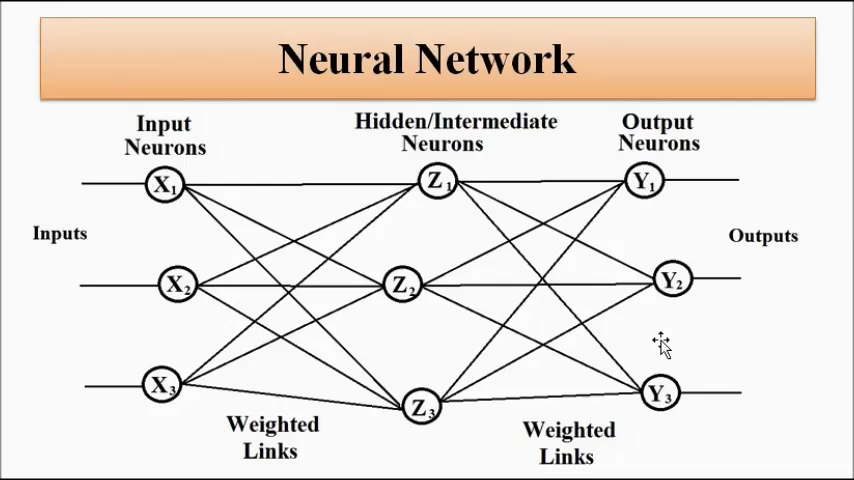 Neural Network
Input
Neurons
Hidden/Intermediate
Neurons
Output
Neurons
X₁
Z₁
Y₁
Inputs
Outputs
X₂
Z₂
Y₂
X₃
Z₃
Y₃
Weighted
Links
Weighted
Links